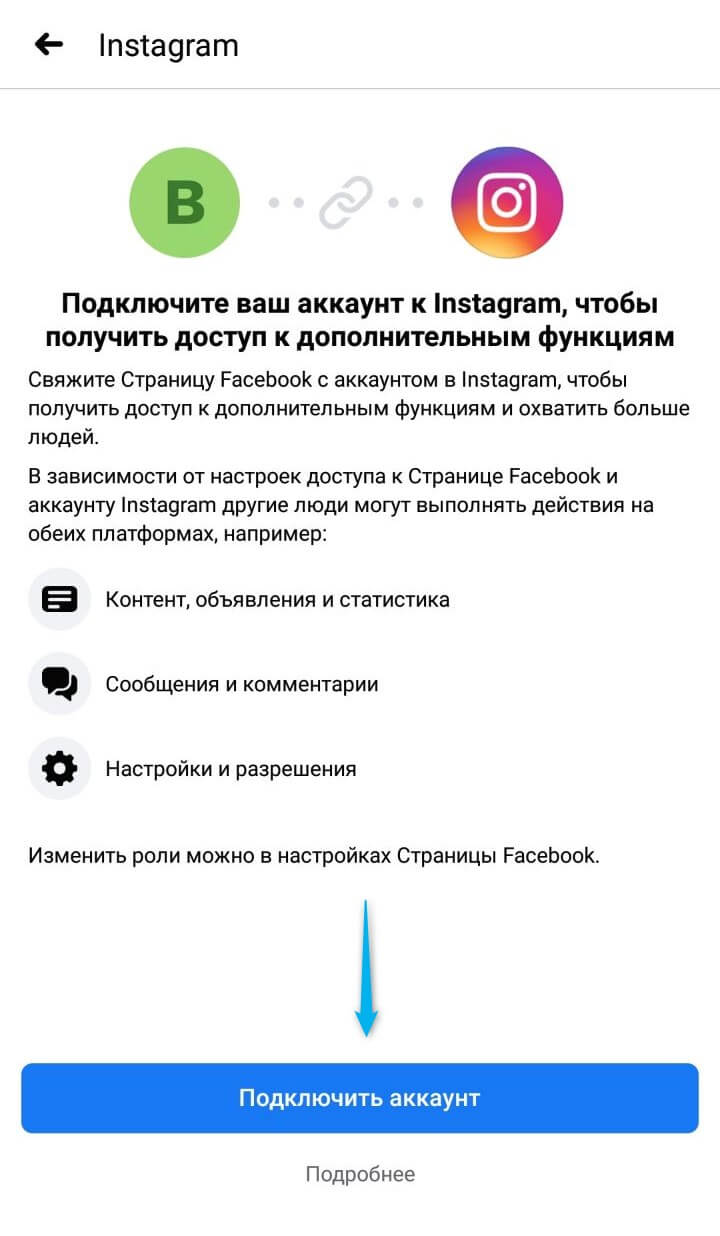 Instagram
B
Подключите ваш аккаунт к Instagram, чтобы
получить доступ к дополнительным функциям
Свяжите Страницу Facebook с аккаунтом в Instagram, чтобы
получить доступ к дополнительным функциям и охватить больше
людей.
В зависимости от настроек доступа к Странице Facebook и
аккаунту Instagram другие люди могут выполнять действия на
обеих платформах, например:
Контент, объявления и статистика
Сообщения и комментарии
Настройки и разрешения
Изменить роли можно в настройках Страницы Facebook.
Подключить аккаунт
Подробнее